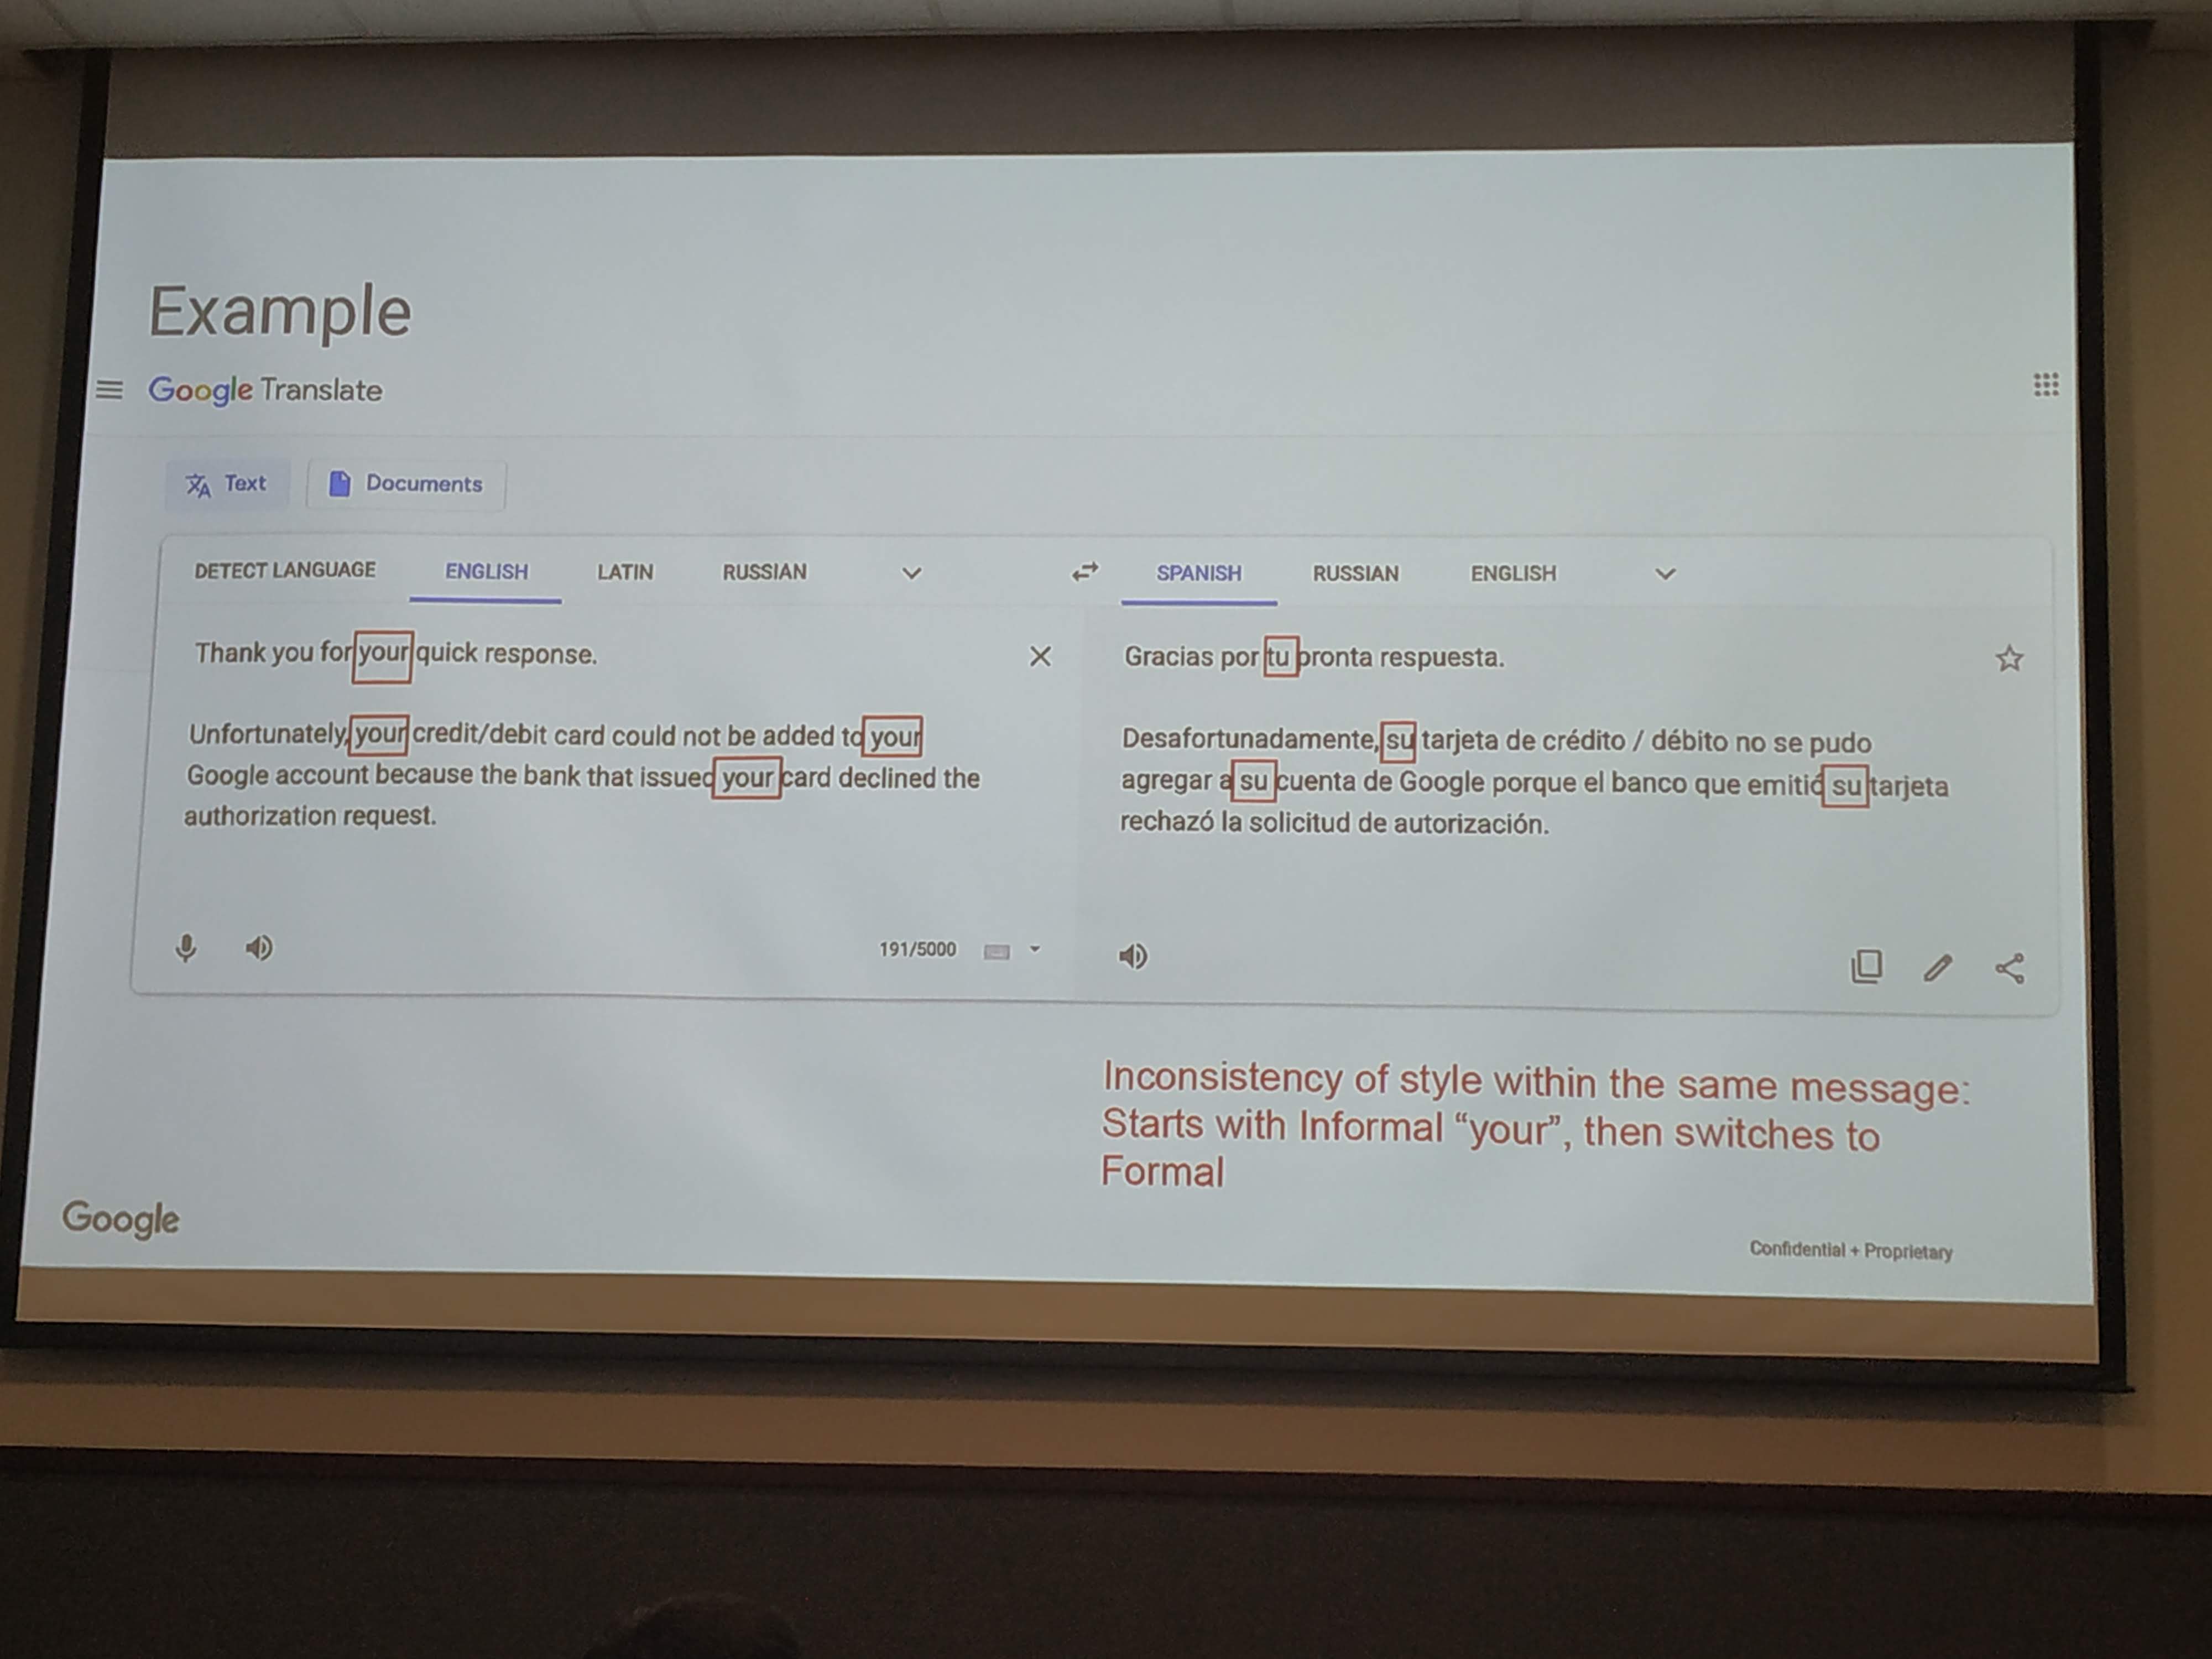 Example
Google Translate
Text
Documents
DETECT LANGUAGE ENGLISH LATIN RUSSIAN
SPANISH RUSSIAN ENGLISH
Thank you for your quick response.
Unfortunately, your credit/debit card could not be added to your
Google account because the bank that issued your card declined the
authorization request.
191/5000
Gracias por tu pronta respuesta.
Desafortunadamente, su tarjeta de crédito / débito no se pudo
agregar a su cuenta de Google porque el banco que emitió su tarjeta
rechazó la solicitud de autorización.
Inconsistency of style within the same message:
Starts with Informal “your”, then switches to
Formal
Google
Confidential + Proprietary